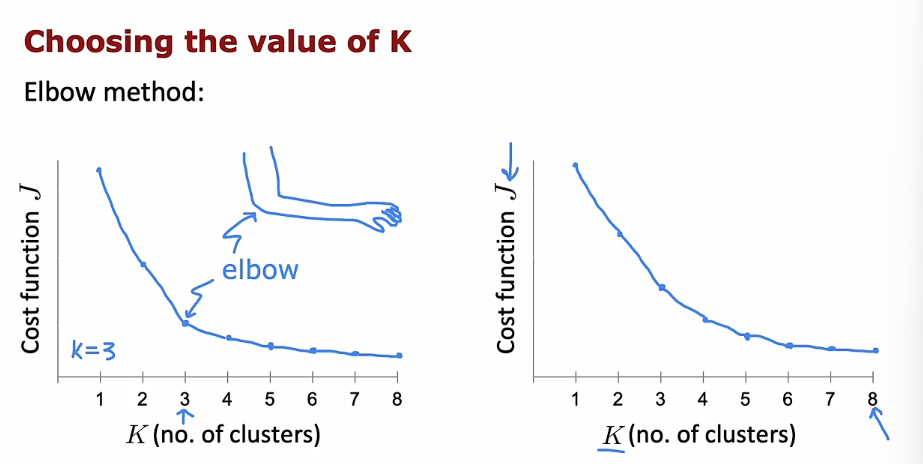 Choosing the value of K
Elbow method:
Cost function J
elbow
k=3
1 2 3 4 5 6 7 8
K (no. of clusters)
Cost function J
1 2 3 4 5 6 7 8
K (no. of clusters)